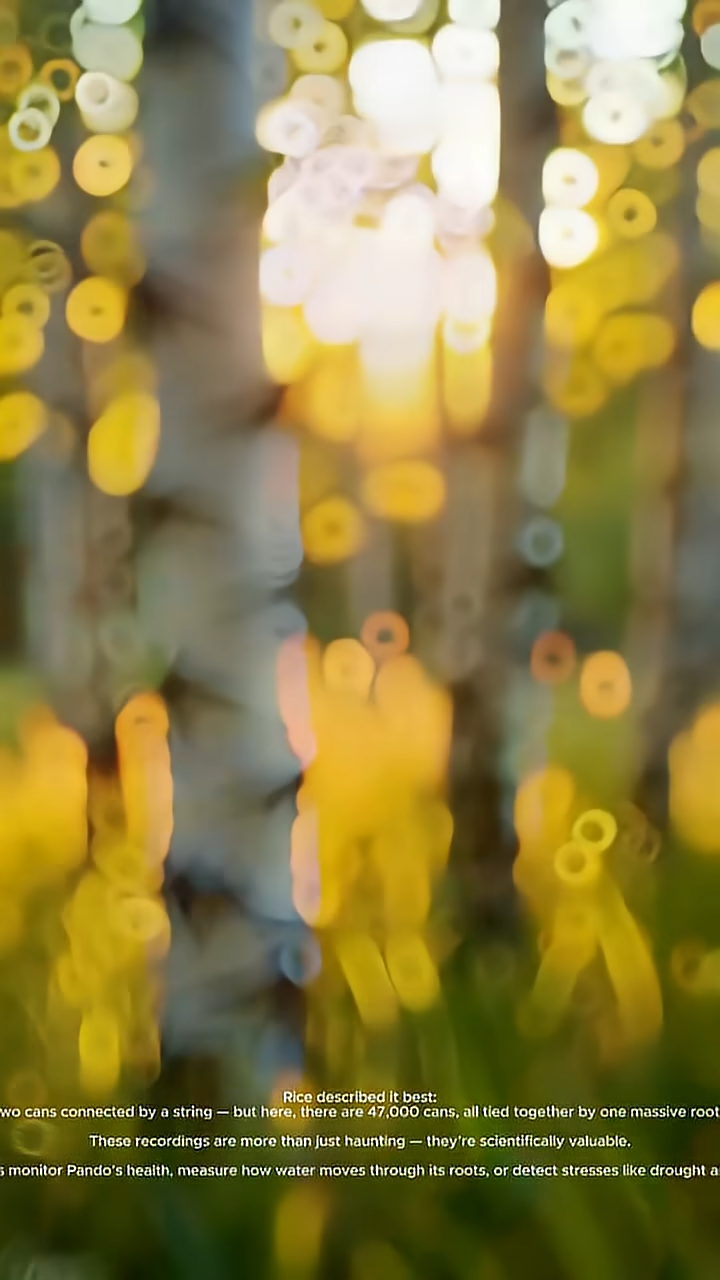 Rice described it best:
wo cans connected by a string — but here, there are 47,000 cans, all tied together by one massive root
These recordings are more than just haunting — they're scientifically valuable.
s monitor Pando's health, measure how water moves through its roots, or detect stresses like drought a